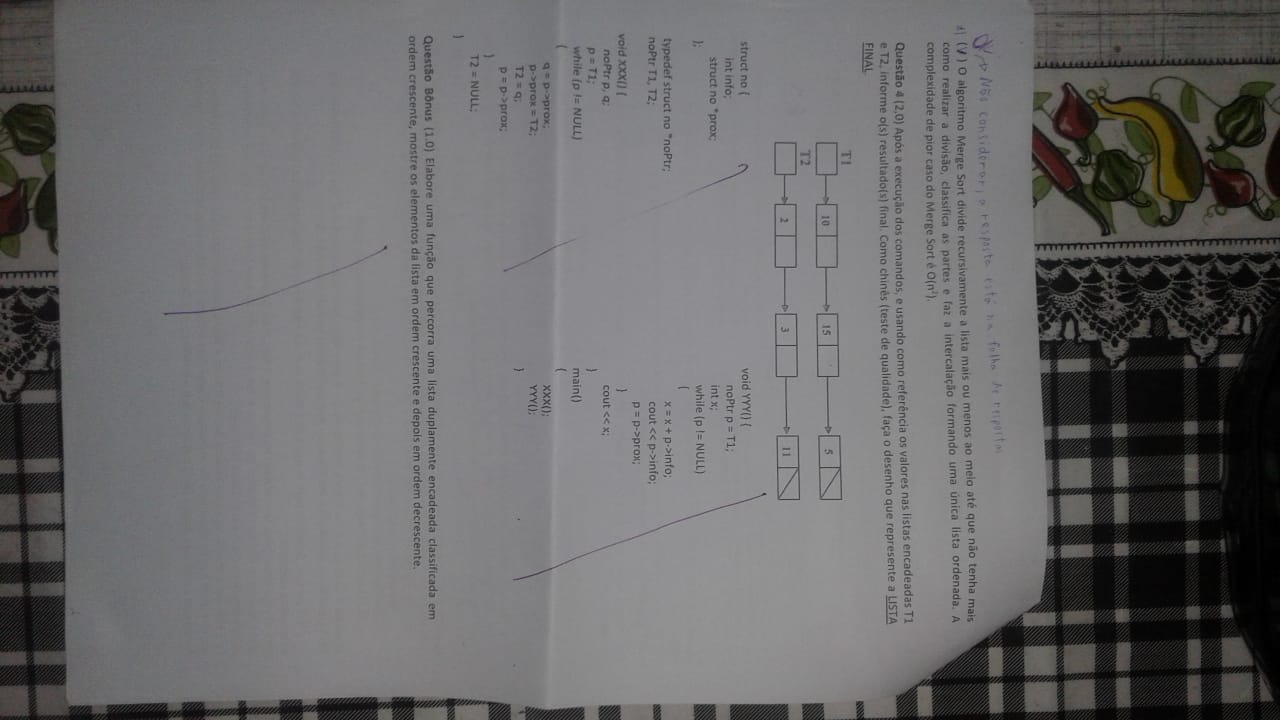 Não considerar, a resposta está na folha de respostas
d) (V) O algoritmo Merge Sort divide recursivamente a lista mais ou menos ao meio até que não tenha mais
como realizar a divisão, classifica as partes e faz a intercalação formando uma única lista ordenada. A
complexidade de pior caso do Merge Sort é O(n²).
Questão 4 (2,0) Após a execução dos comandos, e usando como referência os valores nas listas encadeadas T1
e T2, informe o(s) resultado(s) final. Como chinês (teste de qualidade), faça o desenho que represente a LISTA
FINAL.
T1
10 15 5
T2
2 3 11
struct no {
int info;
struct no *prox;
};
typedef struct no *noPtr;
noPtr T1, T2;
void XXX() {
noPtr p, q;
p = T1;
while (p != NULL)
{
q = p->prox;
p->prox = T2;
T2 = q;
p = p->prox;
}
T2 = NULL;
}
void YYY() {
noPtr p = T1;
int x;
while (p != NULL)
{
x = x + p->info;
cout << p->info;
p = p->prox;
}
cout << x;
}
main()
{
XXX();
YYY();
}
Questão Bônus (1.0) Elabore uma função que percorra uma lista duplamente encadeada classificada em
ordem crescente, mostre os elementos da lista em ordem crescente e depois em ordem decrescente.